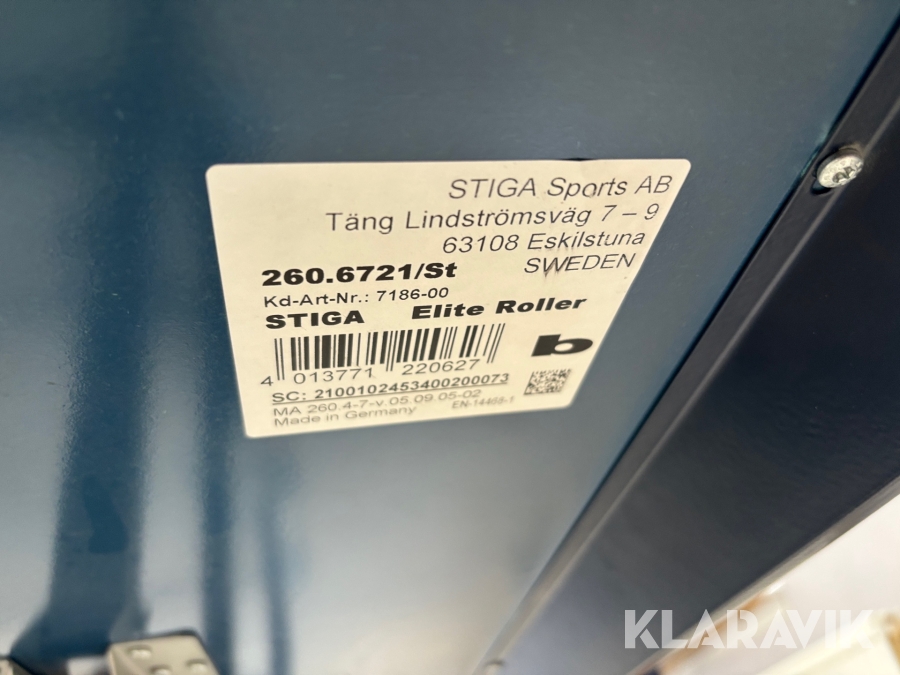 STIGA Sports AB
Täng Lindströmsväg 7 – 9
63108 Eskilstuna
SWEDEN
260.6721/St
Kd-Art-Nr.: 7186-00
STIGA Elite Roller
b
4 013771 220627
SC: 2100102453400200073
MA 260.4-7-v.05.09.05-02
EN-14468-1
Made in Germany
KLARAVIK